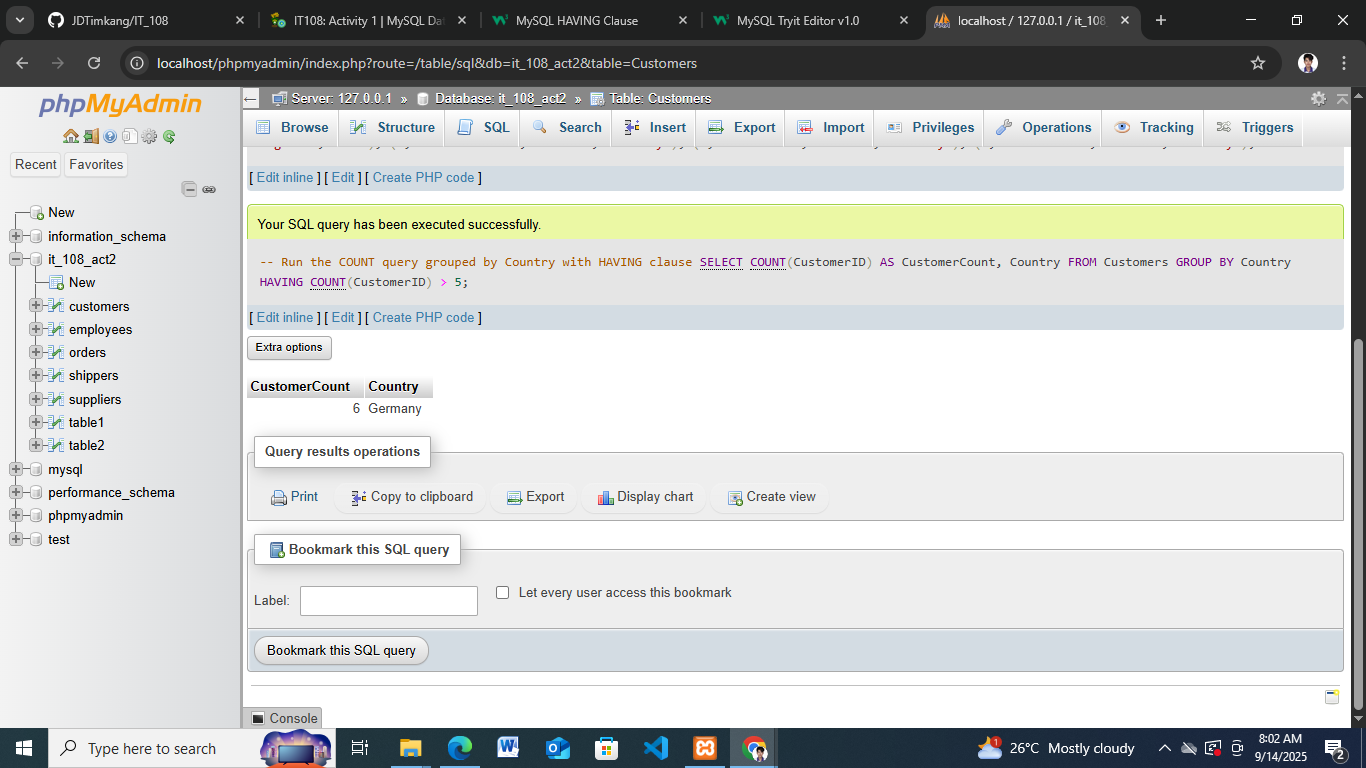 JDTimkang/IT_108
IT108: Activity 1 | MySQL Dat
MySQL HAVING Clause
MySQL Tryit Editor v1.0
localhost / 127.0.0.1 / it_108
localhost/phpmyadmin/index.php?route=/table/sql&db=it_108_act2&table=Customers
phpMyAdmin
Recent
Favorites
New
information_schema
it_108_act2
New
customers
employees
orders
shippers
suppliers
table1
table2
mysql
performance_schema
phpmyadmin
test
Server: 127.0.0.1 » Database: it_108_act2 » Table: Customers
Browse Structure SQL Search Insert Export Import Privileges Operations Tracking Triggers
[ Edit inline ] [ Edit ] [ Create PHP code ]
Your SQL query has been executed successfully.
-- Run the COUNT query grouped by Country with HAVING clause SELECT COUNT(CustomerID) AS CustomerCount, Country FROM Customers GROUP BY Country
HAVING COUNT(CustomerID) > 5;
[ Edit inline ] [ Edit ] [ Create PHP code ]
Extra options
CustomerCount Country
6 Germany
Query results operations
Print Copy to clipboard Export Display chart Create view
Bookmark this SQL query
Label: Let every user access this bookmark
Bookmark this SQL query
Console
Type here to search
1
26°C Mostly cloudy
8:02 AM
9/14/2025
2